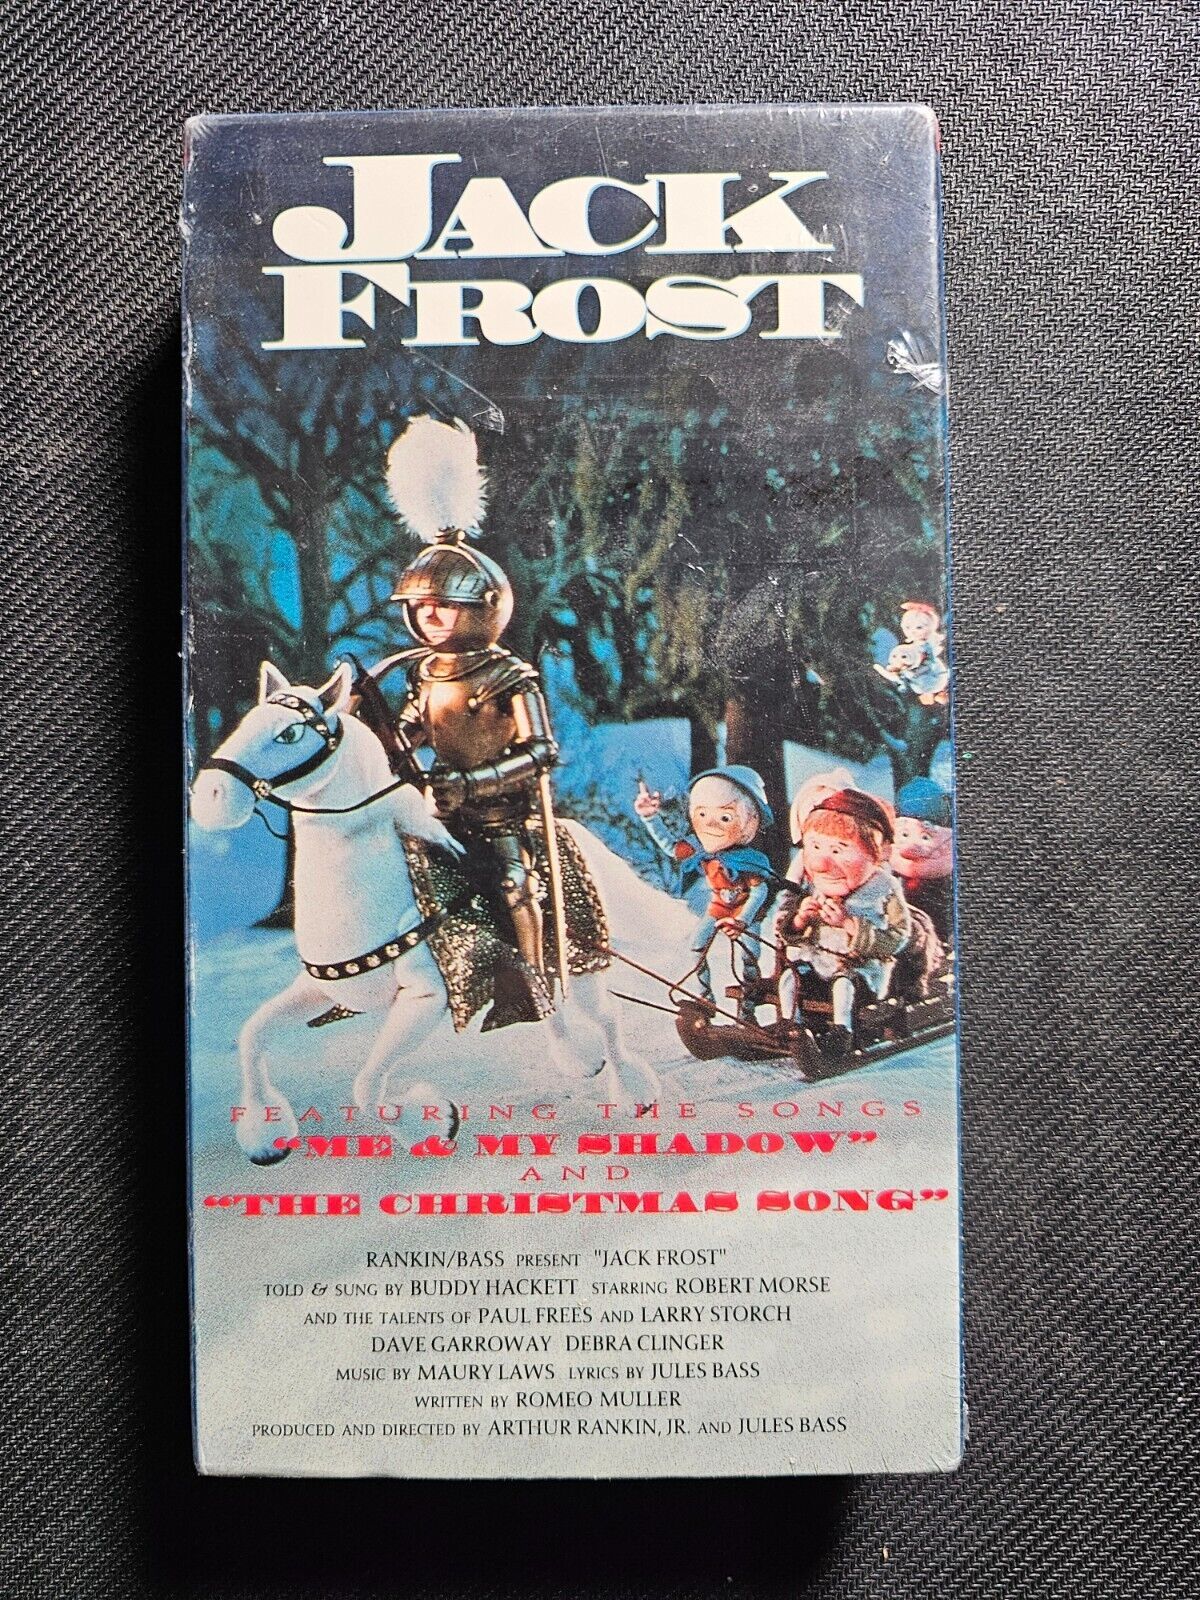 JACK
FROST
FEATURING THE SONGS
"ME & MY SHADOW"
AND
"THE CHRISTMAS SONG"
RANKIN/BASS PRESENT "JACK FROST"
TOLD & SUNG BY BUDDY HACKETT STARRING ROBERT MORSE
AND THE TALENTS OF PAUL FREES AND LARRY STORCH
DAVE GARROWAY DEBRA CLINGER
MUSIC BY MAURY LAWS LYRICS BY JULES BASS
WRITTEN BY ROMEO MULLER
PRODUCED AND DIRECTED BY ARTHUR RANKIN, JR. AND JULES BASS